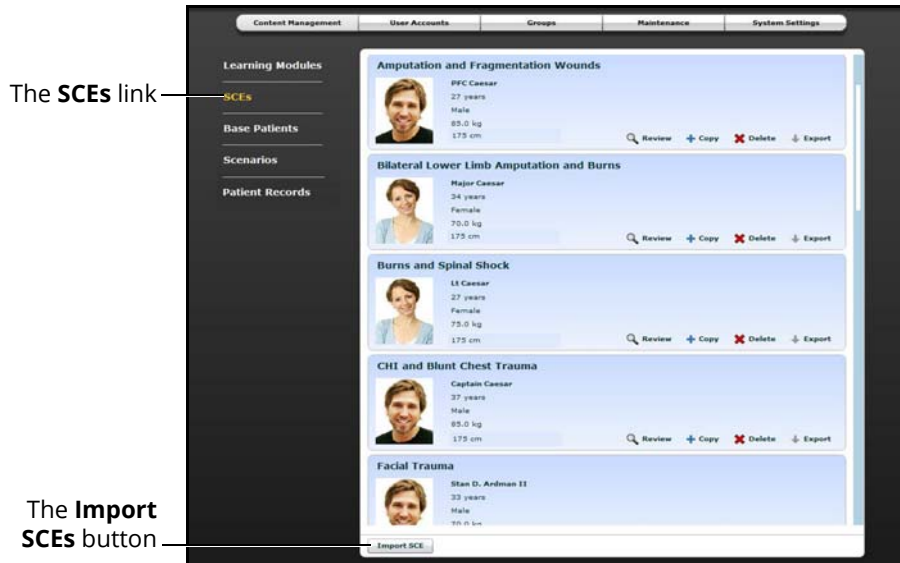 Content Management User Accounts Groups Maintenance System Settings
Learning Modules
The SCEs link
SCEs
Base Patients
Scenarios
Patient Records
Amputation and Fragmentation Wounds
PFC Caesar
27 years
Male
85.0 kg
175 cm
Review Copy Delete Export
Bilateral Lower Limb Amputation and Burns
Major Caesar
34 years
Female
70.0 kg
175 cm
Review Copy Delete Export
Burns and Spinal Shock
Lt Caesar
27 years
Female
75.0 kg
175 cm
Review Copy Delete Export
CHI and Blunt Chest Trauma
Captain Caesar
37 years
Male
85.0 kg
175 cm
Review Copy Delete Export
Facial Trauma
Stan D. Ardman II
33 years
Male
70.0 kg
The Import
SCEs button
Import SCE